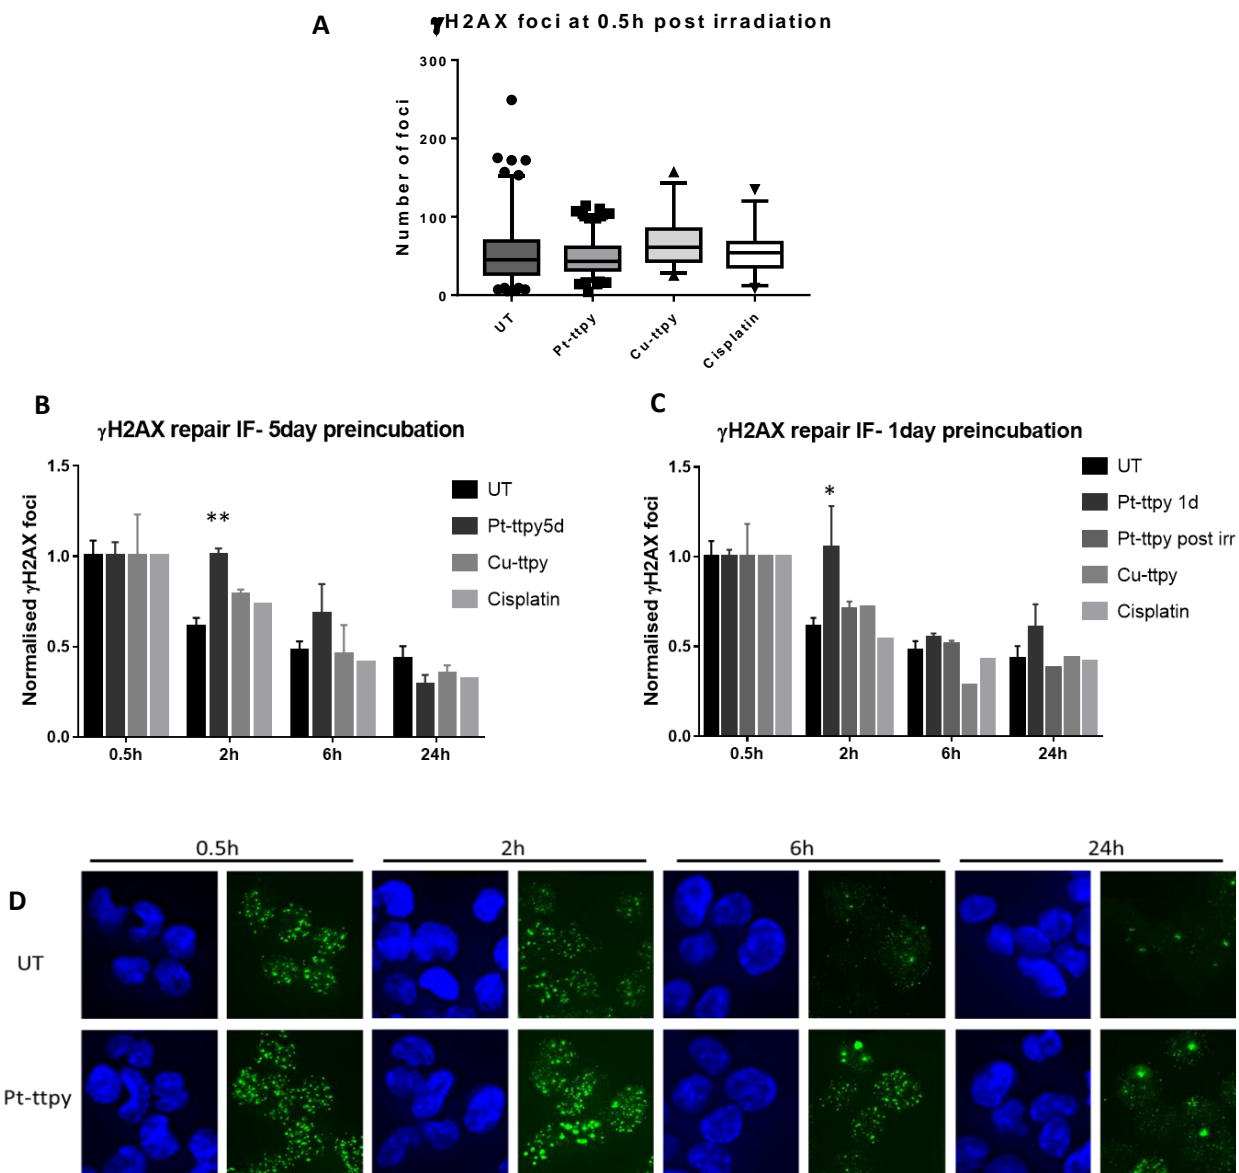 A
γH2AX foci at 0.5h post irradiation
Number of foci
300
200
100
0
UT
Pt-ttpy
Cu-ttpy
Cisplatin
B
γH2AX repair IF- 5day preincubation
Normalised γH2AX foci
1.5
1.0
0.5
0.0
**
0.5h 2h 6h 24h
UT
Pt-ttpy5d
Cu-ttpy
Cisplatin
C
γH2AX repair IF- 1day preincubation
Normalised γH2AX foci
1.5
1.0
0.5
0.0
*
0.5h 2h 6h 24h
UT
Pt-ttpy 1d
Pt-ttpy post irr
Cu-ttpy
Cisplatin
D
0.5h 2h 6h 24h
UT
Pt-ttpy